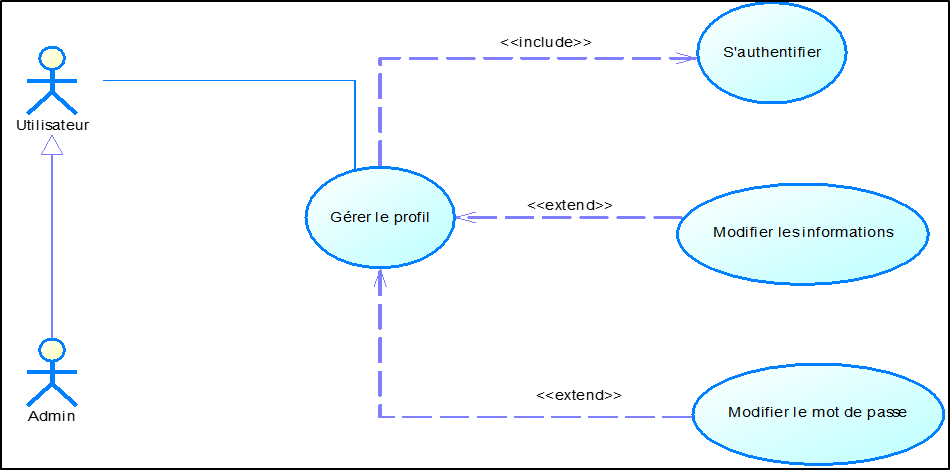 <<include>>
S'authentifier
Utilisateur
Gérer le profil
<<extend>>
Modifier les informations
<<extend>>
Modifier le mot de passe
Admin